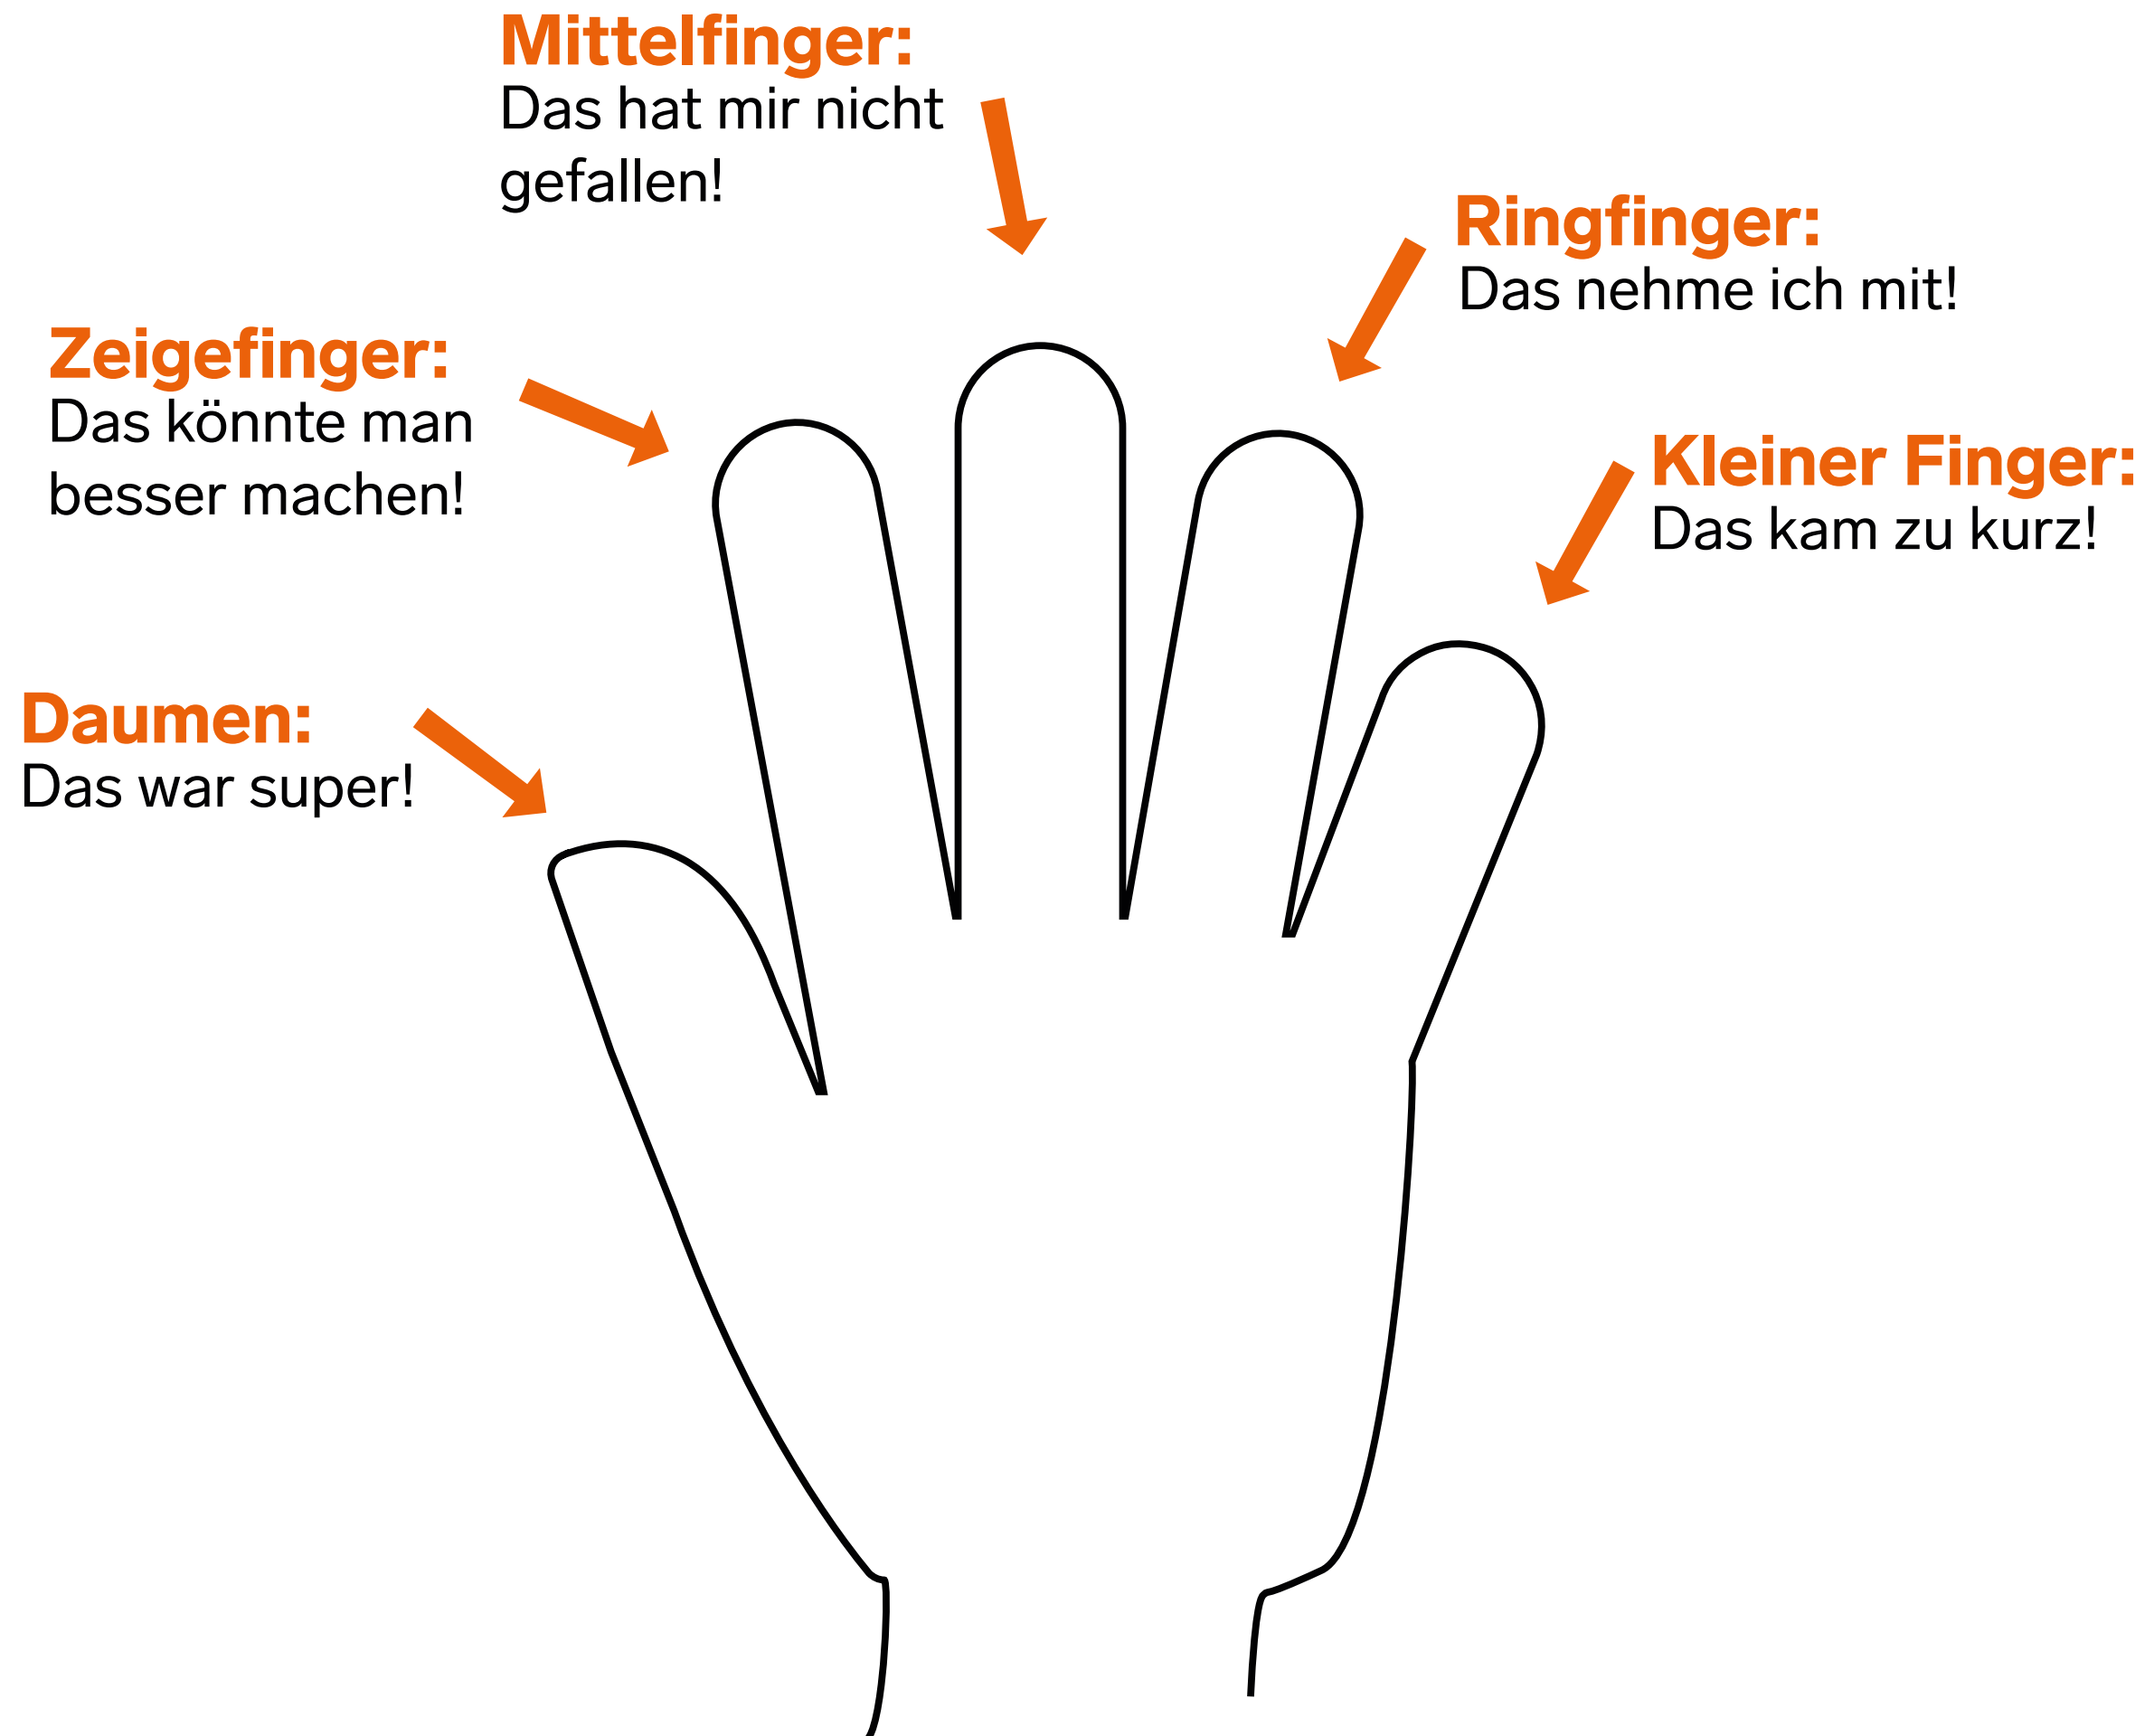 Mittelfinger:
Das hat mir nicht
gefallen!
Ringfinger:
Das nehme ich mit!
Zeigefinger:
Das könnte man
besser machen!
Kleiner Finger:
Das kam zu kurz!
Daumen:
Das war super!